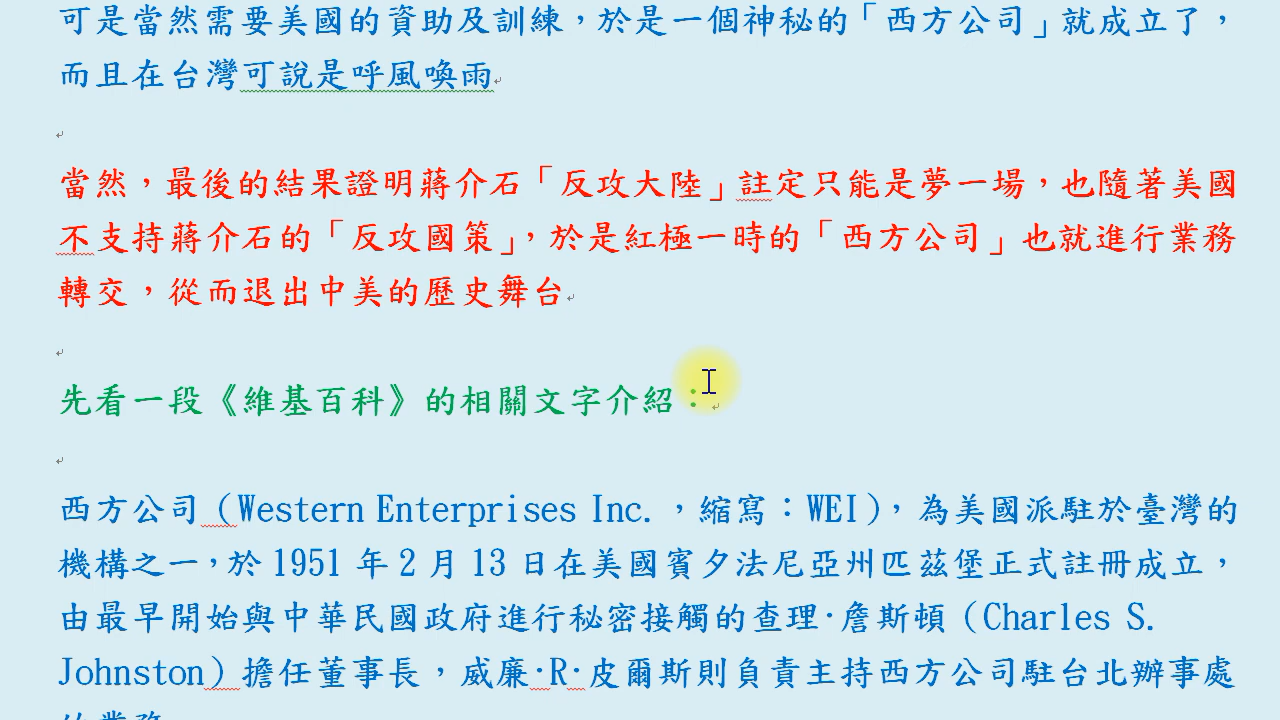 可是當然需要美國的資助及訓練，於是一個神秘的「西方公司」就成立了，
而且在台灣可說是呼風喚雨
當然，最後的結果證明蔣介石「反攻大陸」註定只能是夢一場，也隨著美國
不支持蔣介石的「反攻國策」，於是紅極一時的「西方公司」也就進行業務
轉交，從而退出中美的歷史舞台
先看一段《維基百科》的相關文字介紹：
西方公司（Western Enterprises Inc.，縮寫：WEI），為美國派駐於臺灣的
機構之一，於 1951 年 2 月 13 日在美國賓夕法尼亞州匹茲堡正式註冊成立，
由最早開始與中華民國政府進行秘密接觸的查理·詹斯頓（Charles S.
Johnston）擔任董事長，威廉·R·皮爾斯則負責主持西方公司駐台北辦事處